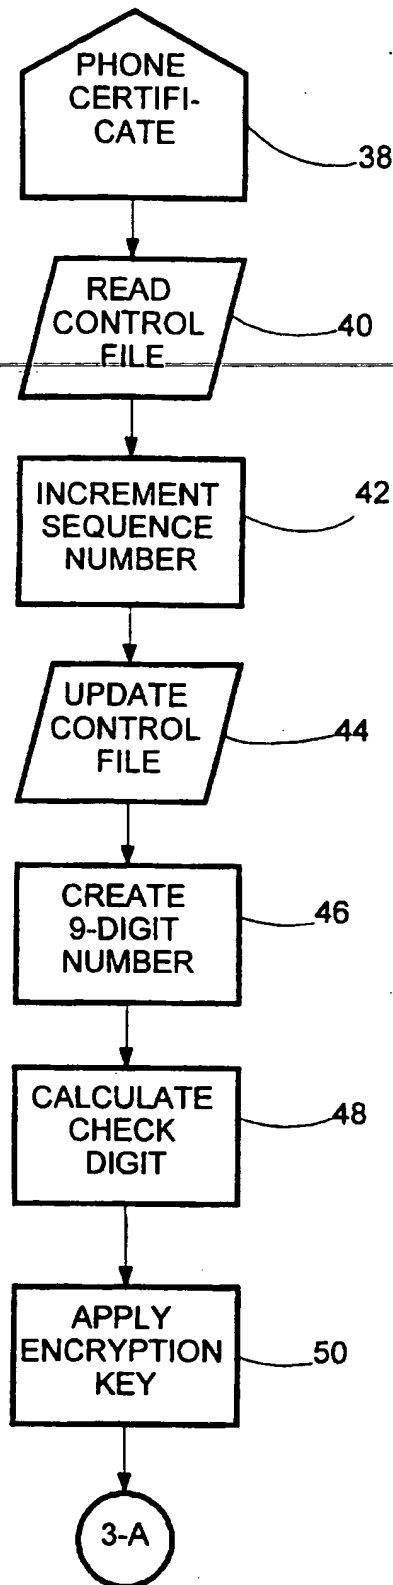 PHONE
CERTIFI-
CATE
38
READ
CONTROL
FILE
40
INCREMENT
SEQUENCE
NUMBER
42
UPDATE
CONTROL
FILE
44
CREATE
9-DIGIT
NUMBER
46
CALCULATE
CHECK
DIGIT
48
APPLY
ENCRYPTION
KEY
50
3-A